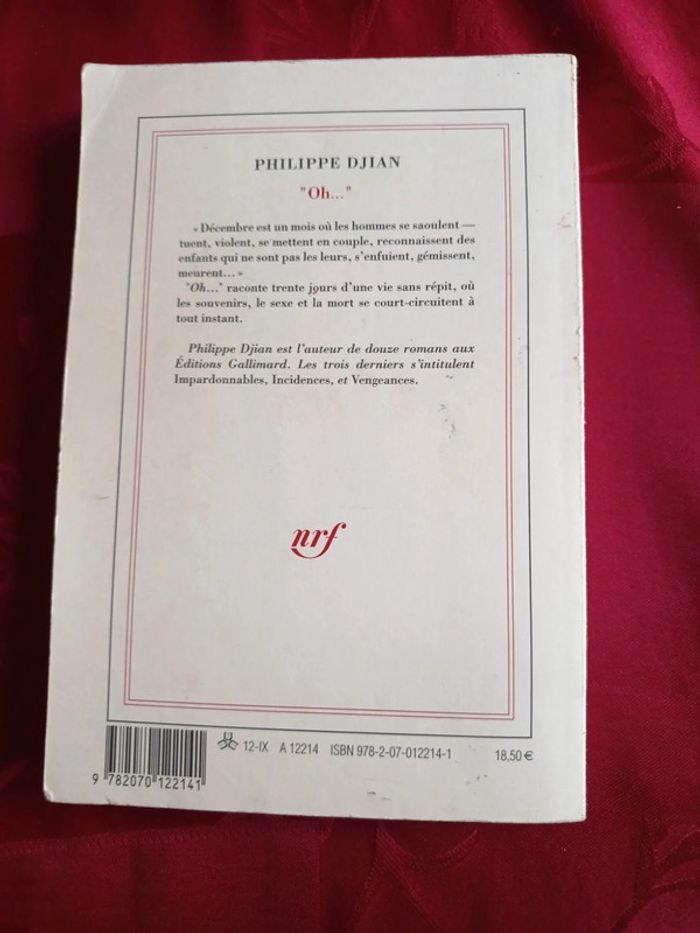 PHILIPPE DJIAN
"Oh..."
« Décembre est un mois où les hommes se saoulent —
tuent, violent, se mettent en couple, reconnaissent des
enfants qui ne sont pas les leurs, s'enfuient, gémissent,
meurent... »
"Oh..." raconte trente jours d'une vie sans répit, où
les souvenirs, le sexe et la mort se court-circuitent à
tout instant.
Philippe Djian est l'auteur de douze romans aux
Éditions Gallimard. Les trois derniers s'intitulent
Impardonnables, Incidences, et Vengeances.
nrf
12-IX A 12214 ISBN 978-2-07-012214-1 18,50 €
9 782070 122141